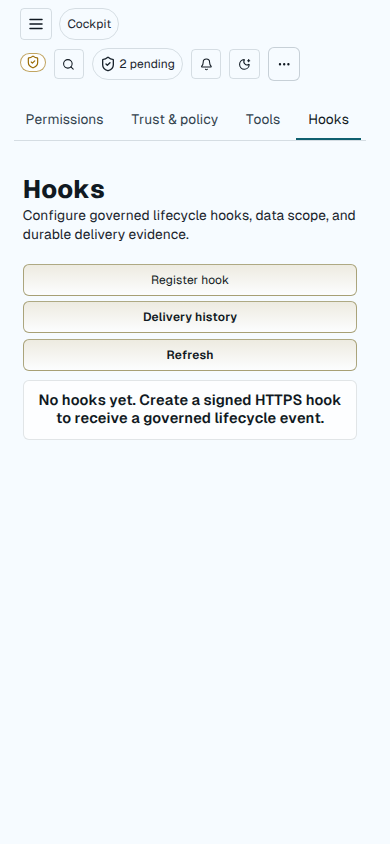 Cockpit
2 pending
Permissions
Trust & policy
Tools
Hooks
Hooks
Configure governed lifecycle hooks, data scope, and
durable delivery evidence.
Register hook
Delivery history
Refresh
No hooks yet. Create a signed HTTPS hook
to receive a governed lifecycle event.